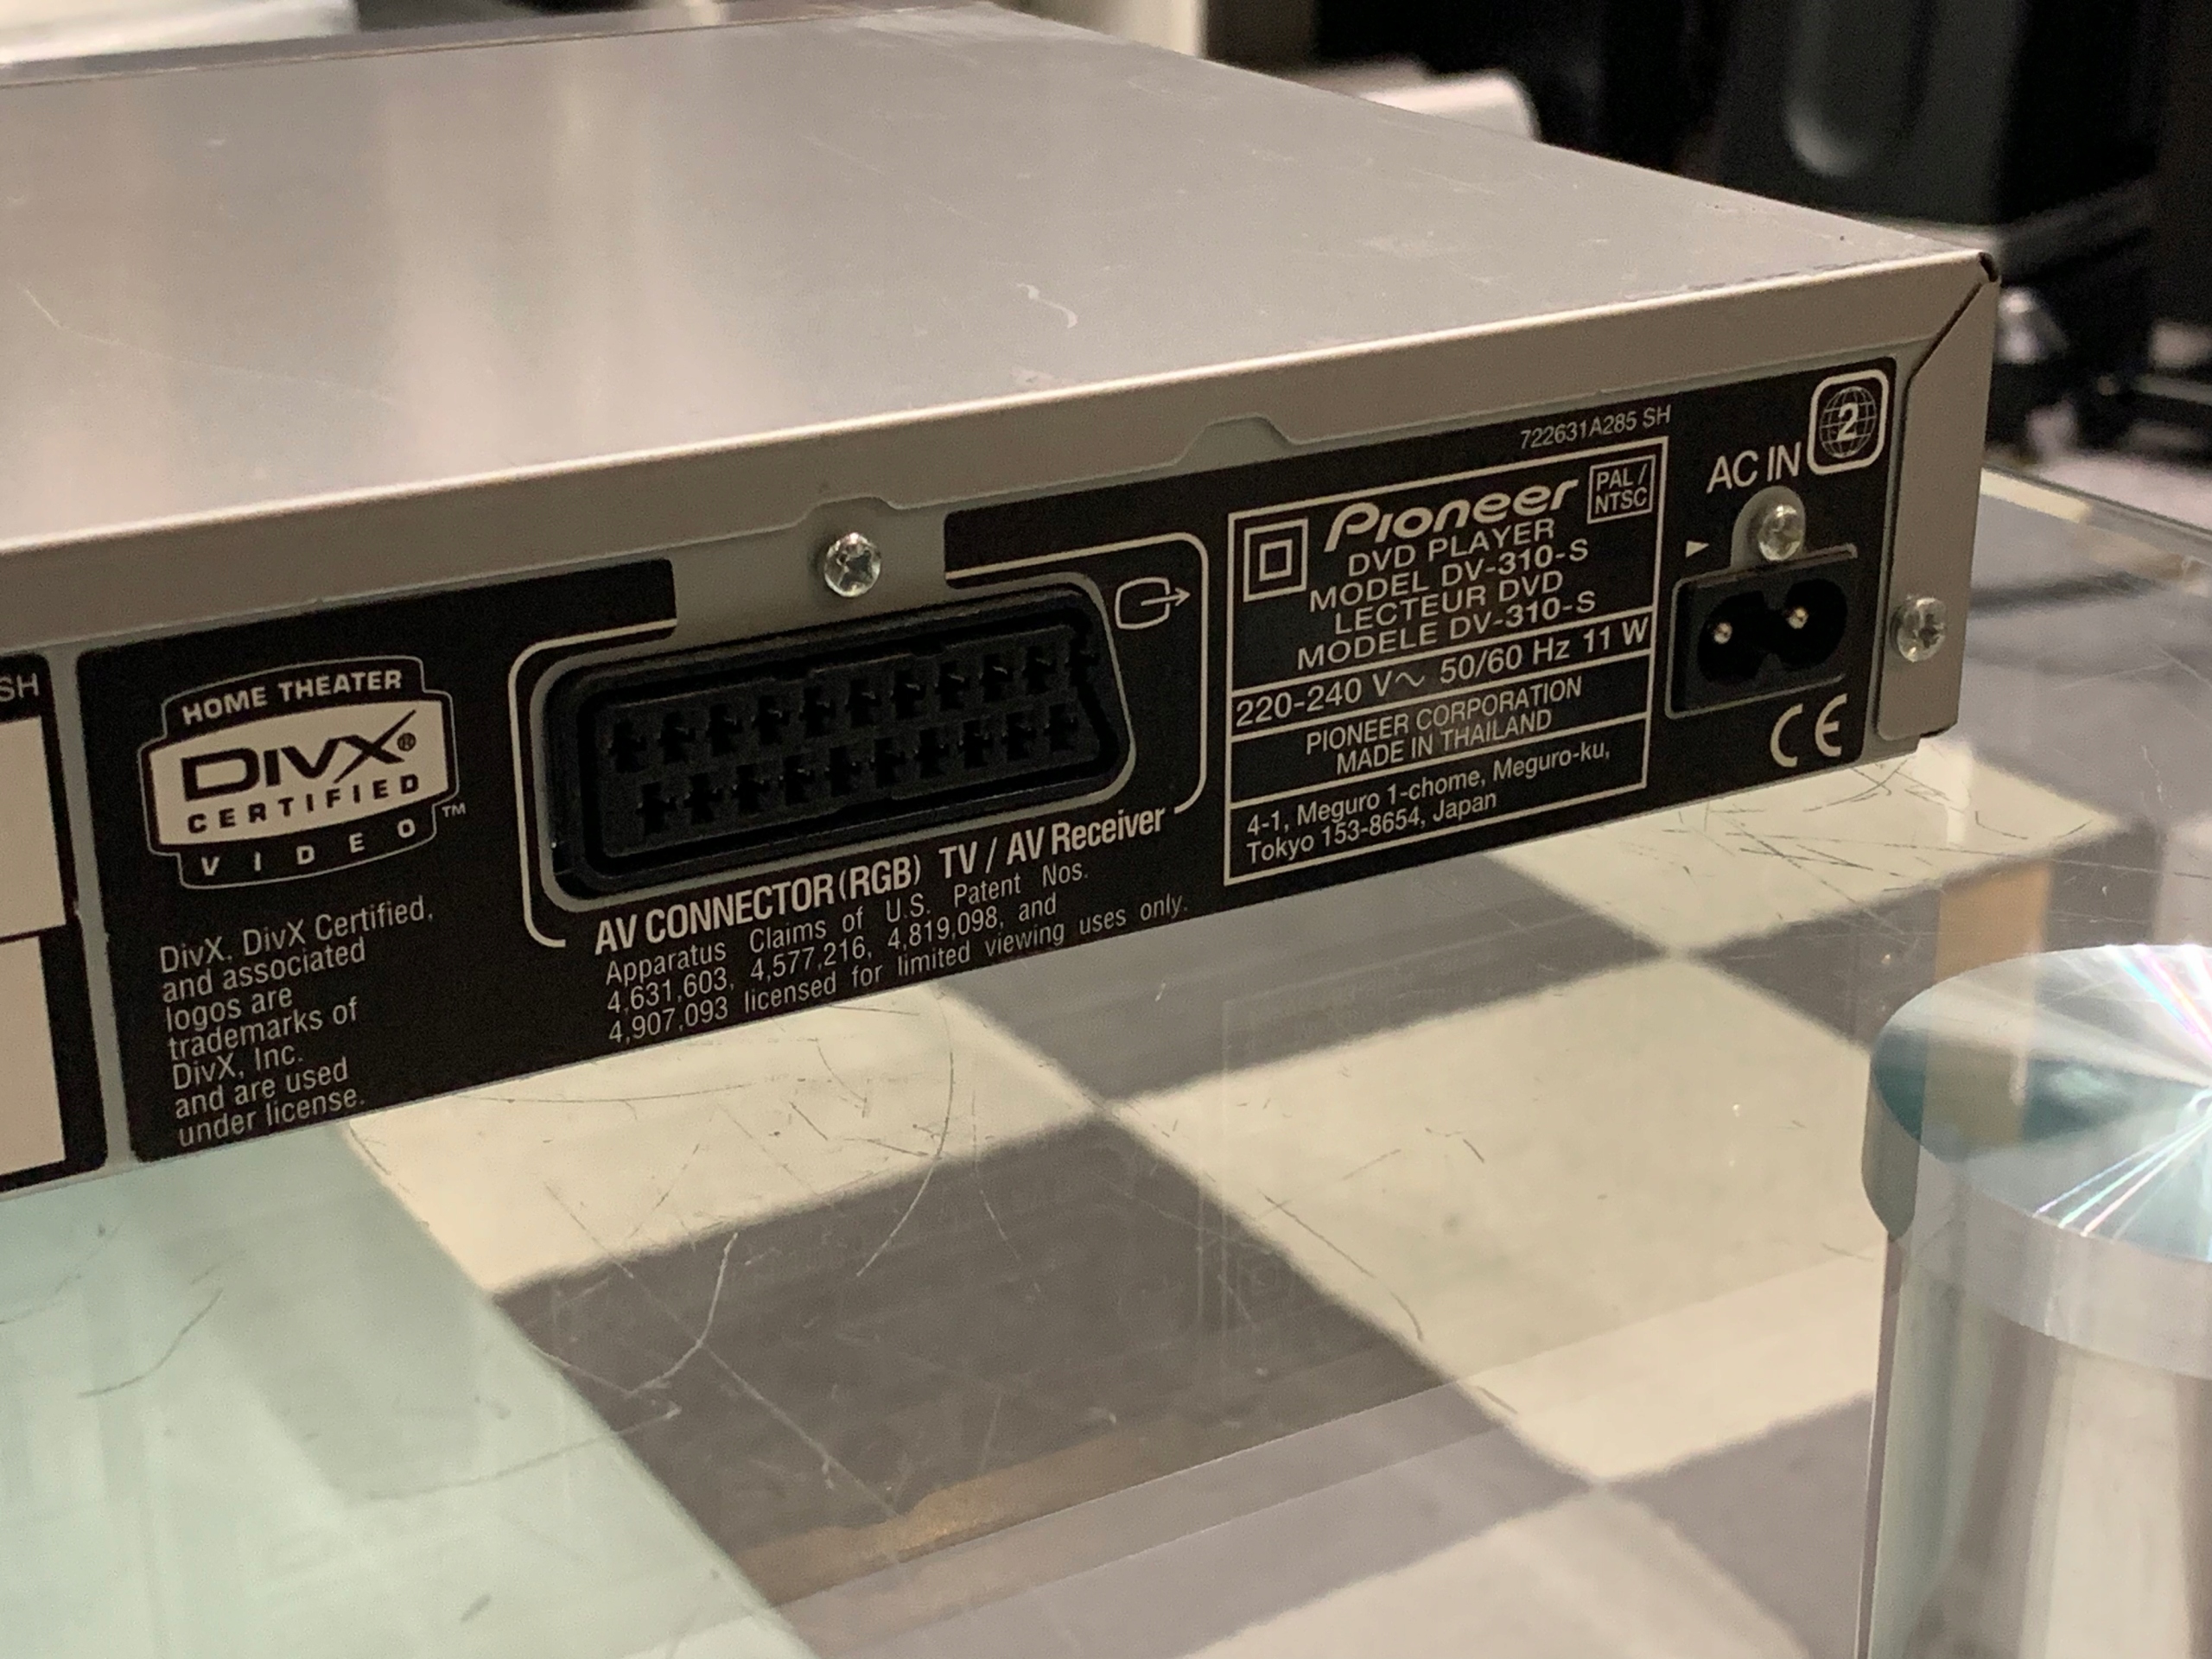 SH
HOME THEATER
DIVX®
CERTIFIED
VIDEO™
DivX, DivX Certified,
and associated
logos are
trademarks of
DivX, Inc.
and are used
under license.
AV CONNECTOR (RGB) TV / AV Receiver
Apparatus Claims of U.S. Patent Nos.
4,631,603, 4,577,216, 4,819,098, and
4,907,093 licensed for limited viewing uses only.
722631A285 SH
Pioneer
PAL /
NTSC
DVD PLAYER
MODEL DV-310-S
LECTEUR DVD
MODELE DV-310-S
220-240 V~ 50/60 Hz 11 W
PIONEER CORPORATION
MADE IN THAILAND
4-1, Meguro 1-chome, Meguro-ku,
Tokyo 153-8654, Japan
AC IN
2
CE